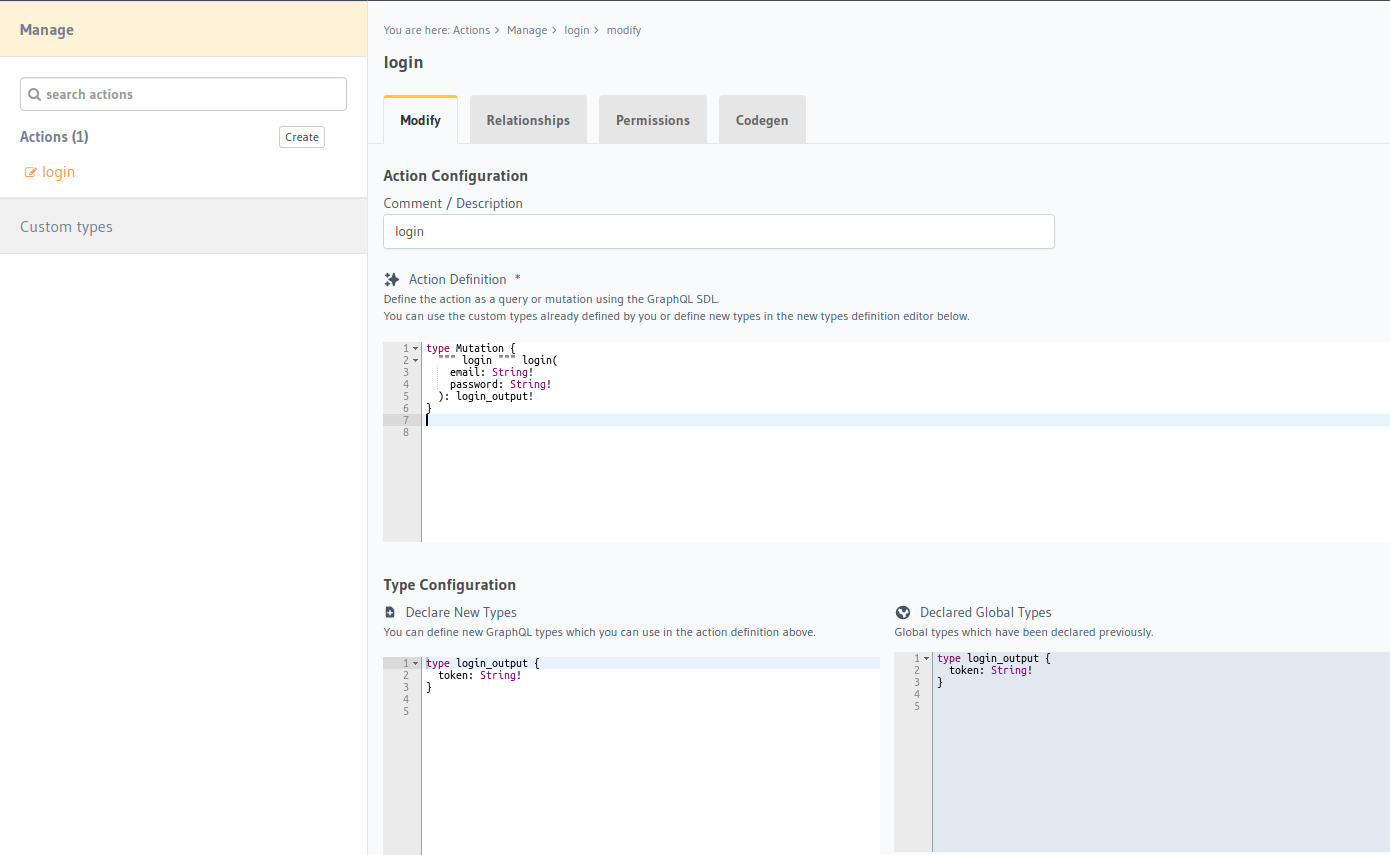 Manage
search actions
Actions (1)
Create
login
Custom types
You are here: Actions > Manage > login > modify
login
Modify
Relationships
Permissions
Codegen
Action Configuration
Comment / Description
login
Action Definition *
Define the action as a query or mutation using the GraphQL SDL.
You can use the custom types already defined by you or define new types in the new types definition editor below.
1 type Mutation {
2 """ login """ login(
3 email: String!
4 password: String!
5 ): login_output!
6 }
7
8
Type Configuration
Declare New Types
You can define new GraphQL types which you can use in the action definition above.
1 type login_output {
2 token: String!
3 }
4
5
Declared Global Types
Global types which have been declared previously.
1 type login_output {
2 token: String!
3 }
4
5